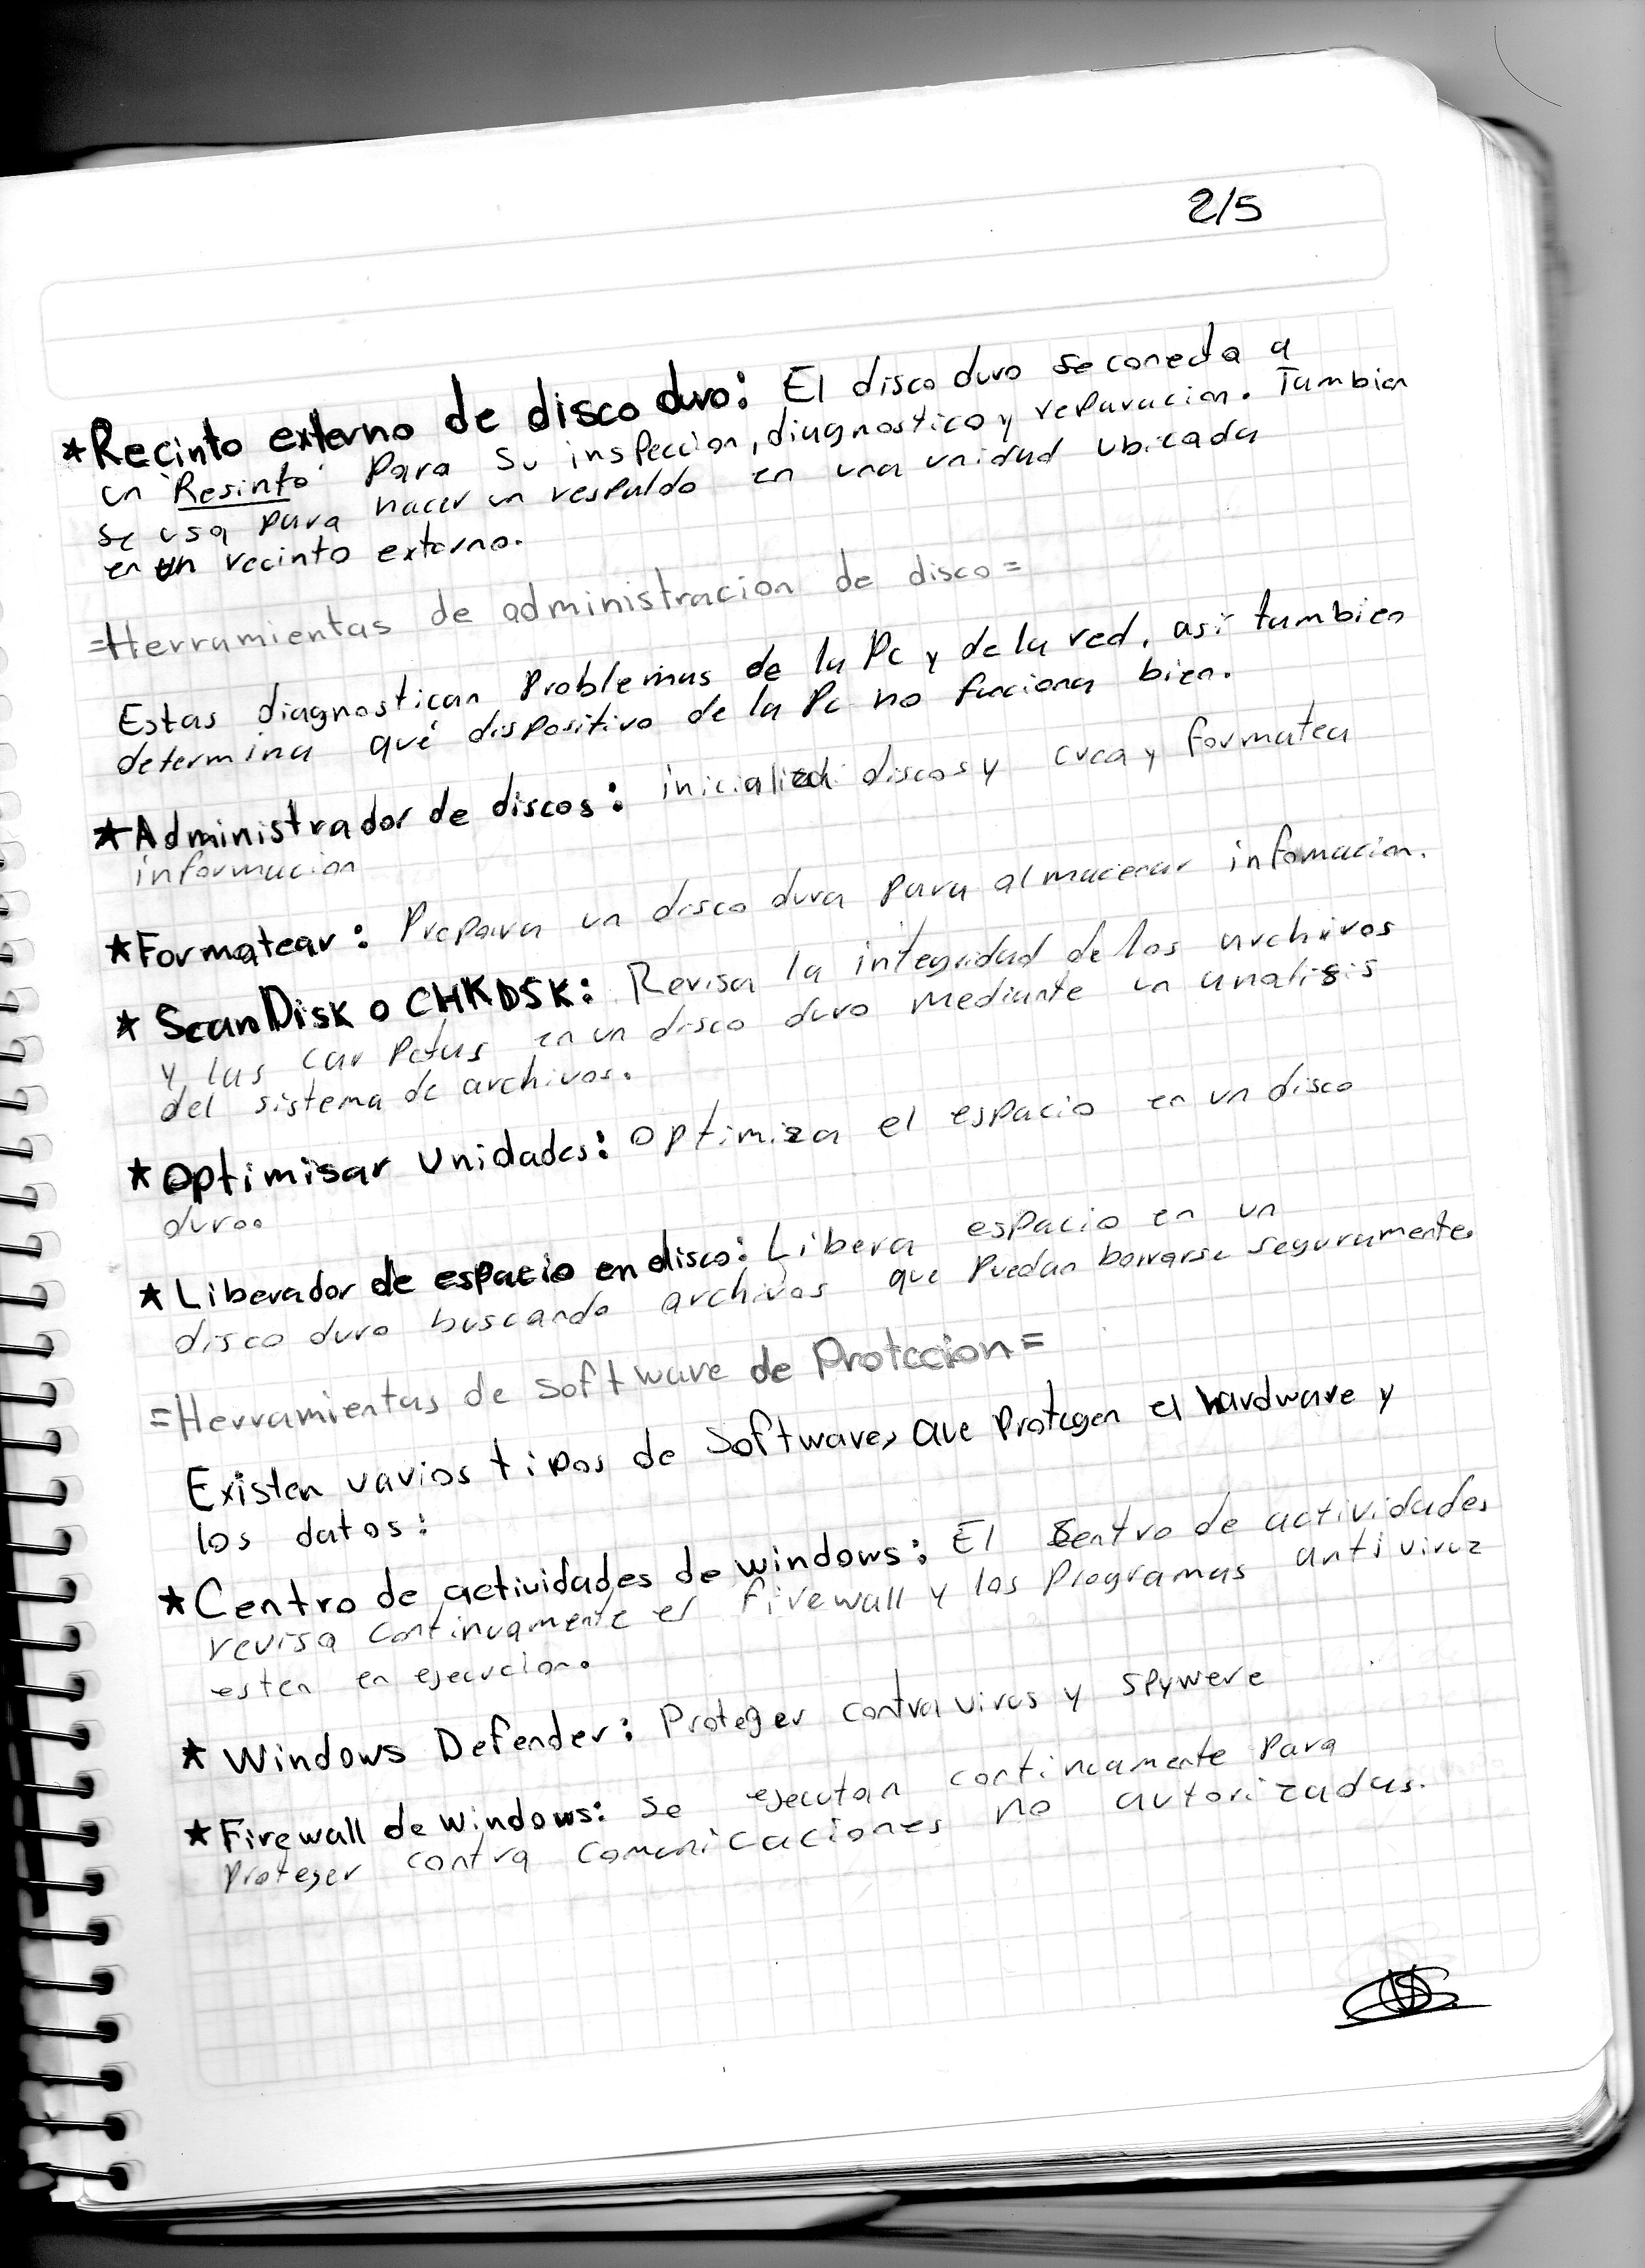 2/5
★Recinto externo de disco duro: El disco duro se conecta a
un "Resinto" para su inspeccion, diagnostico y reparacion. Tambien
se usa para hacer un respaldo en una unidad ubicada
en un recinto externo.
=Herramientas de administracion de disco=
Estas diagnostican Problemas de la Pc y de la red, así tambien
determina qué dispositivo de la Pc no funciona bien.
★Administrador de discos: inicializa discos y crea y formatea
informacion
★Formatear: Prepara un disco duro para almacenar infomacion.
★ ScanDisk o CHKDSK: Revisa la integridad de los archivos
y las carpetas en un disco duro mediante un analisis
del sistema de archivos.
★Optimisar Unidades: Optimiza el espacio en un disco
duro.
★Liberador de espacio en disco: Libera espacio en un
disco duro buscando archivos que Puedan borrarse seguramente.
=Herramientas de software de Proteccion=
Existen varios tipos de Software, que Protegen el hardware y
los datos:
★Centro de actividades de windows: El Sentro de actividades
revisa continuamente el firewall y los Programas antiviruz
esten en ejecucion.
★ Windows Defender: Proteger contra virus y SPywere
★Firewall de Windows: Se ejecutan continuamente Para
Proteger contra comunicaciones no autorizadas.